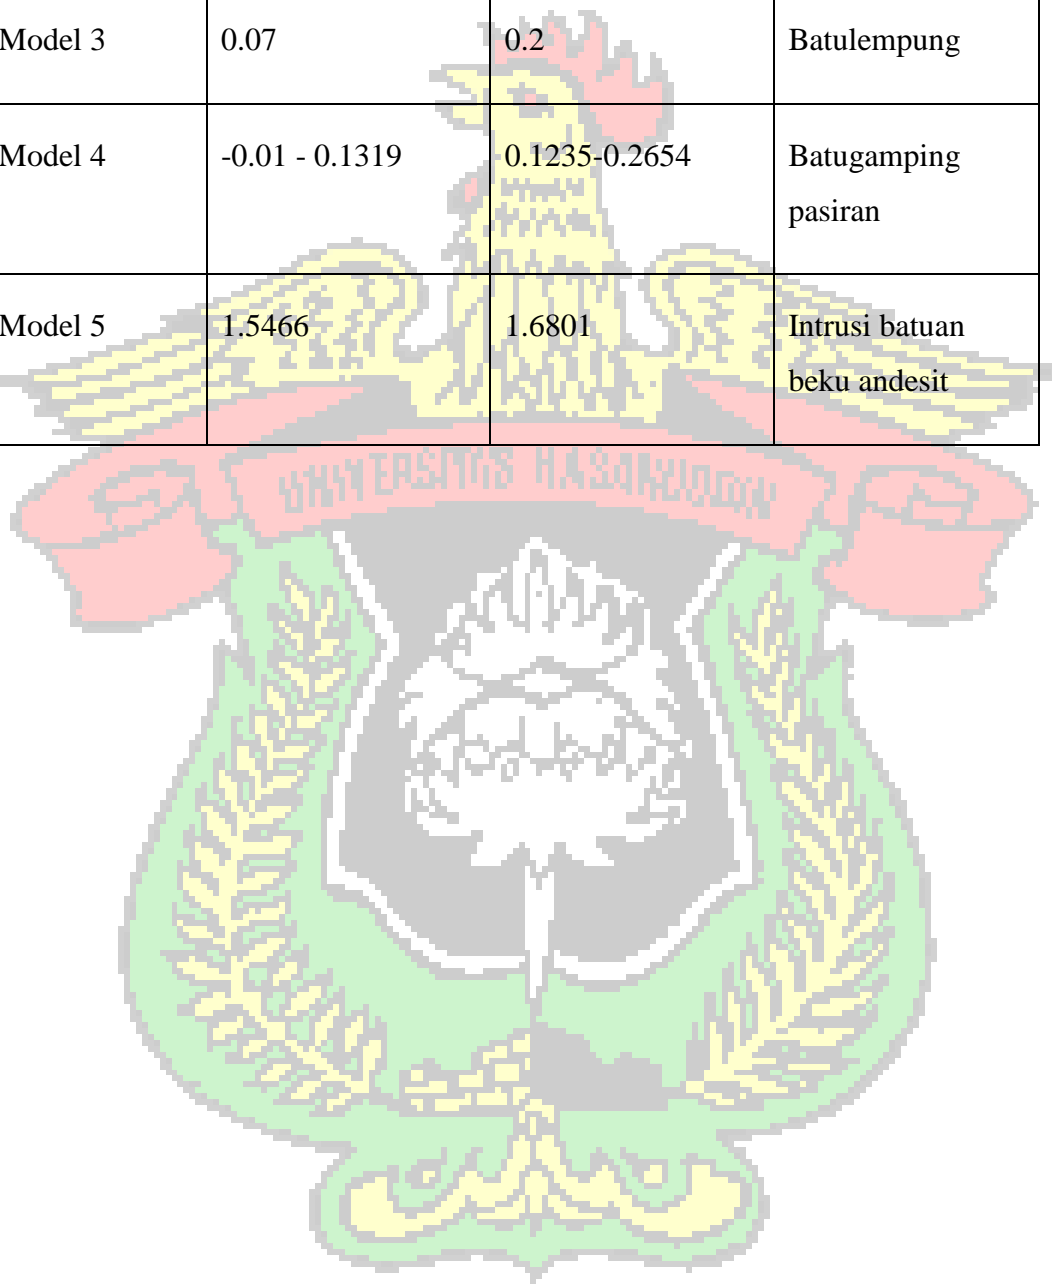 Model 3 0.07 0.2 Batulempung
Model 4 -0.01 - 0.1319 0.1235-0.2654 Batugamping
pasiran
Model 5 1.5466 1.6801 Intrusi batuan
beku andesit
UNIVERSITAS HASANUDDIN